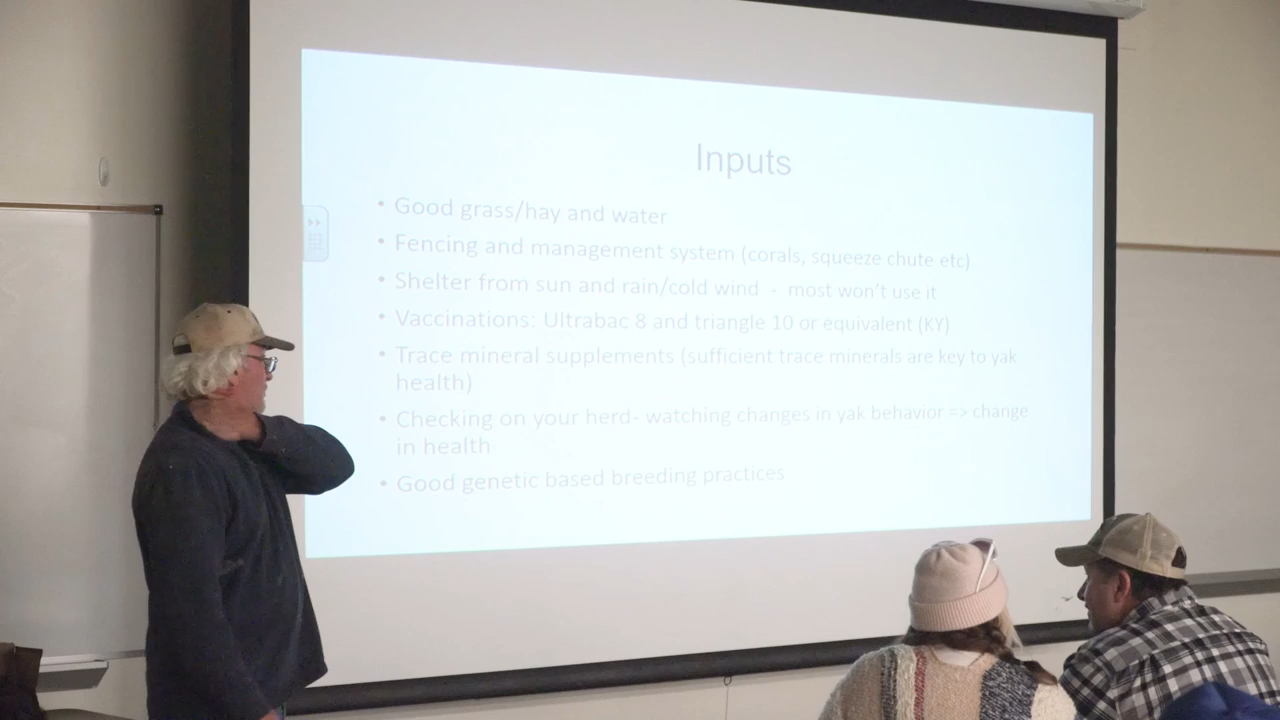 Inputs
• Good grass/hay and water
• Fencing and management system (corals, squeeze chute etc)
• Shelter from sun and rain/cold wind - most won't use it
• Vaccinations: Ultrabac 8 and triangle 10 or equivalent (KY)
• Trace mineral supplements (sufficient trace minerals are key to yak
health)
• Checking on your herd- watching changes in yak behavior => change
in health
• Good genetic based breeding practices